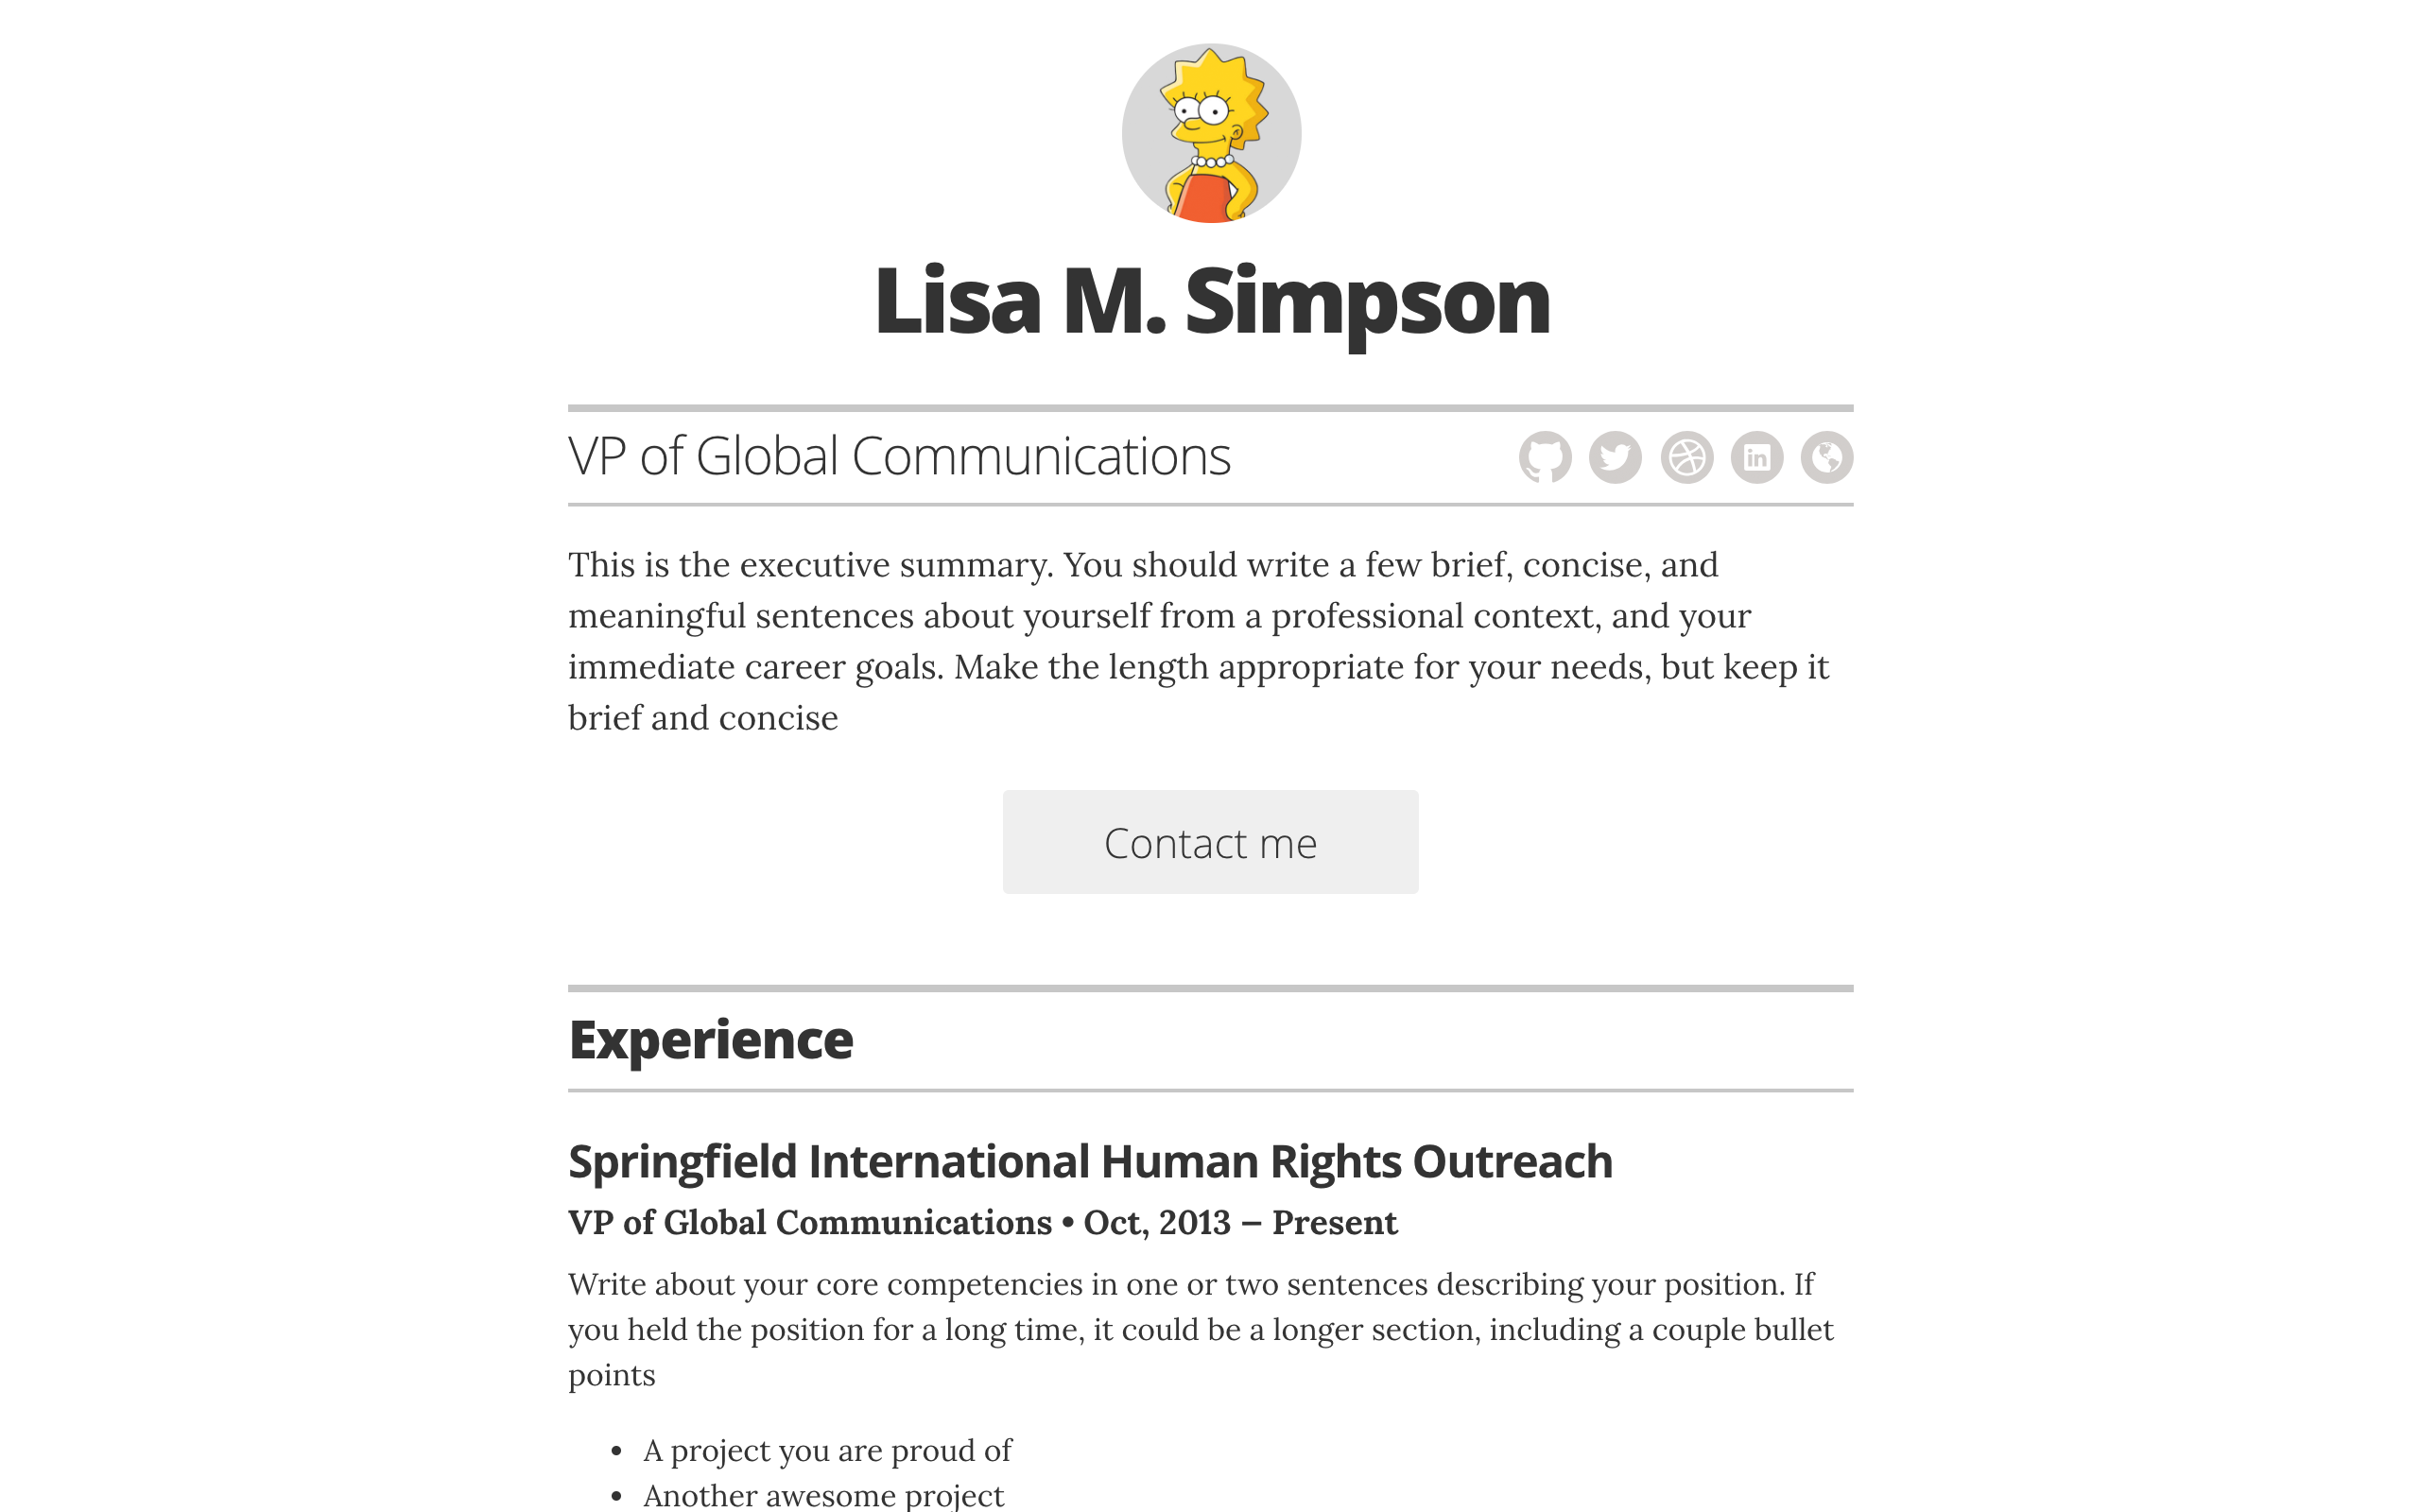 Lisa M. Simpson
VP of Global Communications
This is the executive summary. You should write a few brief, concise, and
meaningful sentences about yourself from a professional context, and your
immediate career goals. Make the length appropriate for your needs, but keep it
brief and concise
Contact me
Experience
Springfield International Human Rights Outreach
VP of Global Communications • Oct, 2013 — Present
Write about your core competencies in one or two sentences describing your position. If
you held the position for a long time, it could be a longer section, including a couple bullet
points
• A project you are proud of
• Another awesome project